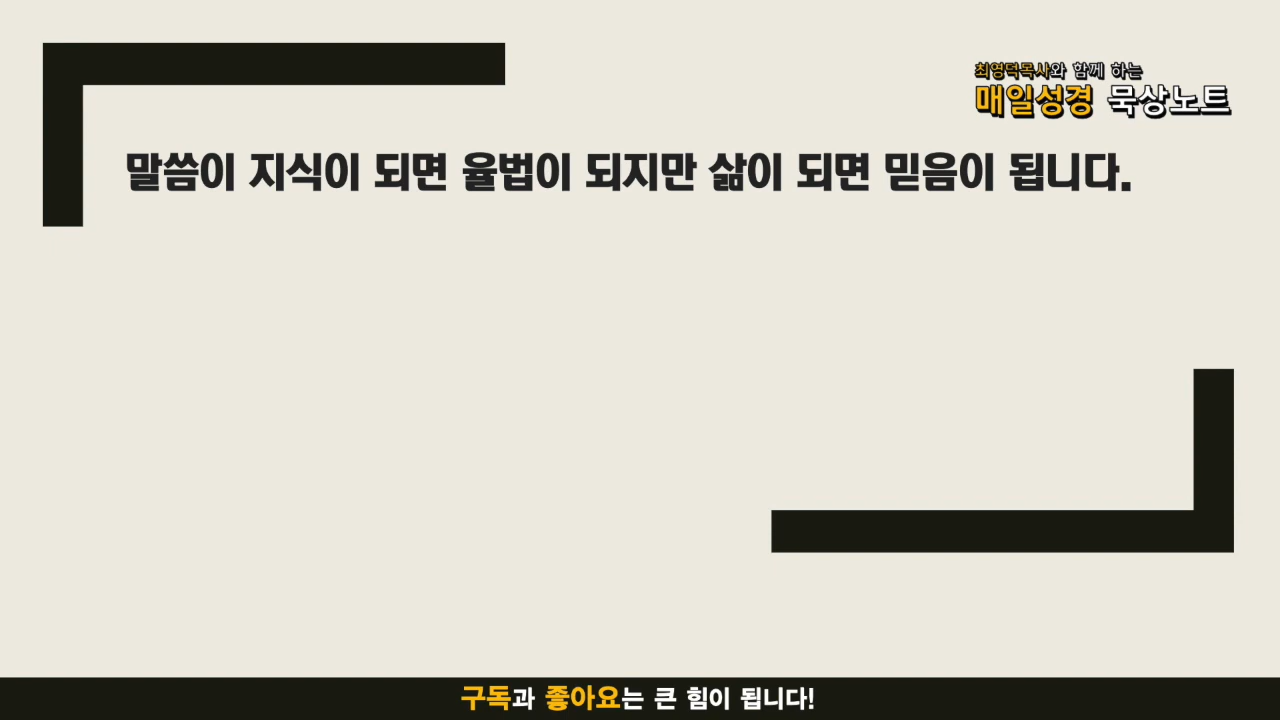 최영덕목사와 함께 하는
매일성경 묵상노트
말씀이 지식이 되면 율법이 되지만 삶이 되면 믿음이 됩니다.
구독과 좋아요는 큰 힘이 됩니다!